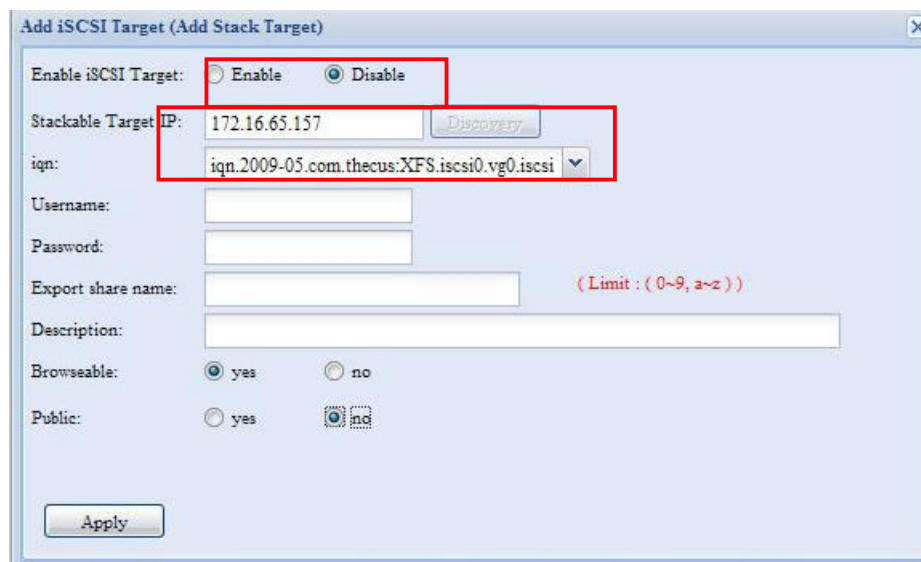 Add iSCSI Target (Add Stack Target)
Enable iSCSI Target: Enable Disable
Stackable Target IP: 172.16.65.157 Discovery
iqn: iqn.2009-05.com.thecus:XFS.iscsi0.vg0.iscsi
Username:
Password:
Export share name: ( Limit : ( 0~9, a~z ) )
Description:
Browseable: yes no
Public: yes no
Apply